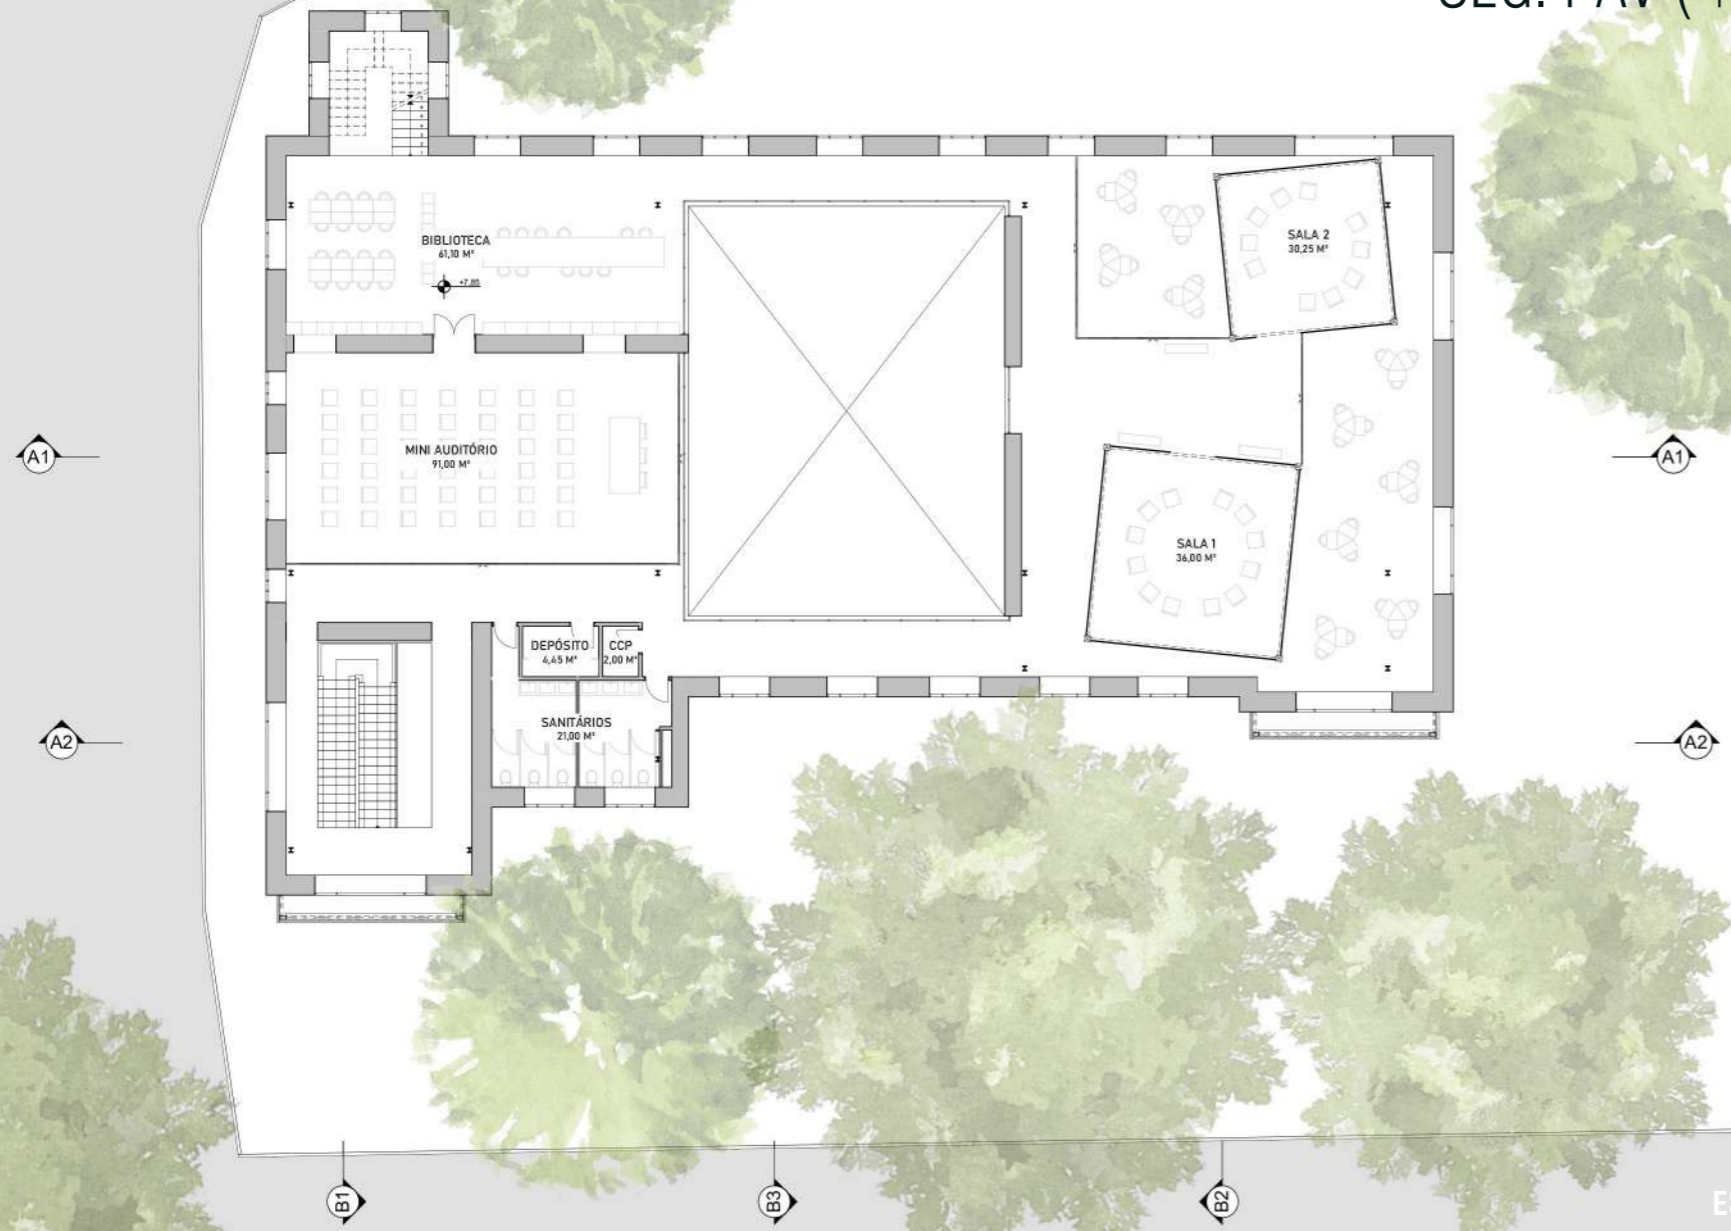 SEG. PAV (
BIBLIOTECA
61,10 M²
+7,85
SALA 2
30,25 M²
MINI AUDITÓRIO
91,00 M²
A1
A1
SALA 1
36,00 M²
DEPÓSITO
4,45 M²
CCP
2,00 M²
SANITÁRIOS
21,00 M²
A2
A2
B1
B3
B2
E